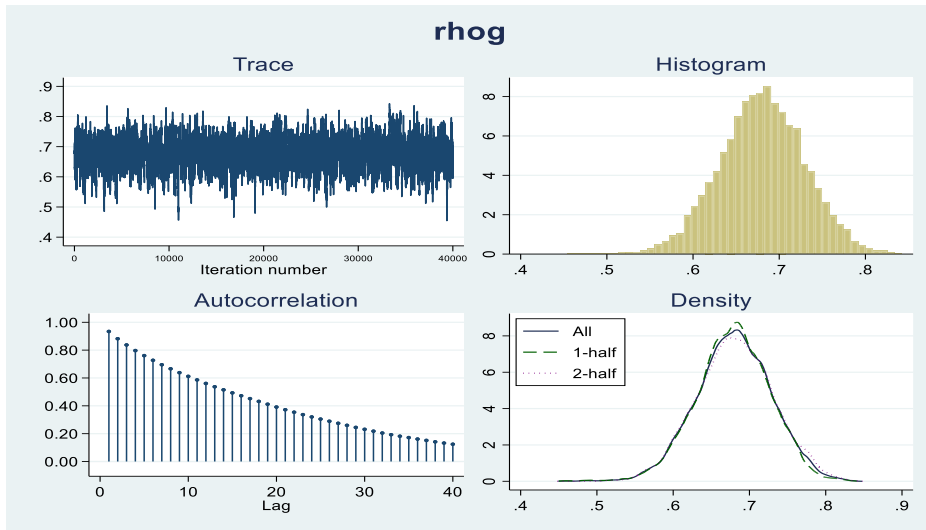 rhog
Trace
.9
.8
.7
.6
.5
.4
0 10000 20000 30000 40000
Iteration number
Histogram
8
6
4
2
0
.4 .5 .6 .7 .8
Autocorrelation
1.00
0.80
0.60
0.40
0.20
0.00
0 10 20 30 40
Lag
Density
All
1-half
2-half
8
6
4
2
0
.4 .5 .6 .7 .8 .9